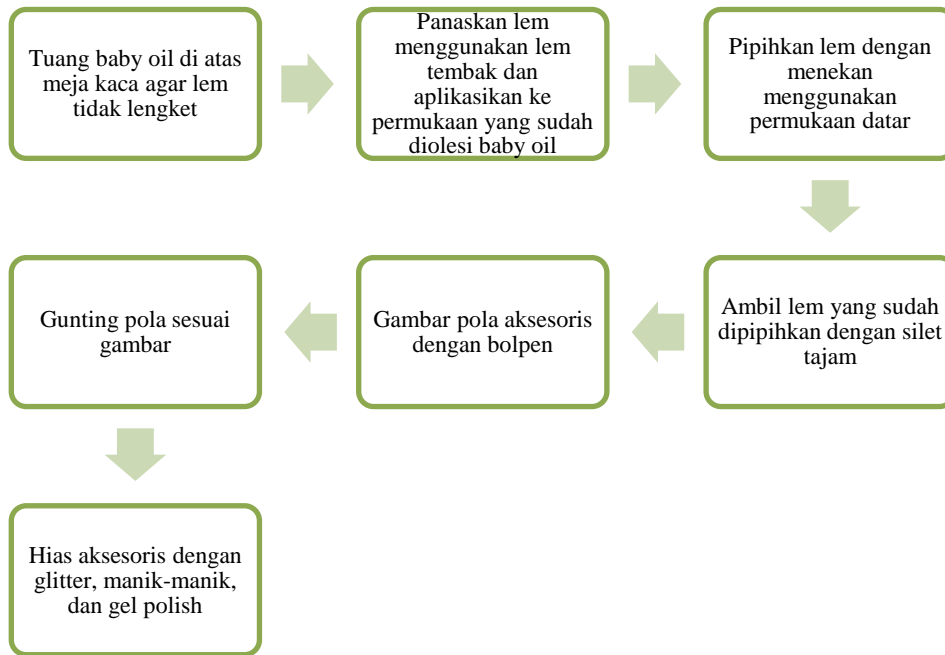 Tuang baby oil di atas
meja kaca agar lem
tidak lengket
Panaskan lem
menggunakan lem
tembak dan
aplikasikan ke
permukaan yang sudah
diolesi baby oil
Pipihkan lem dengan
menekan
menggunakan
permukaan datar
Ambil lem yang sudah
dipipihkan dengan silet
tajam
Gambar pola aksesoris
dengan bolpen
Gunting pola sesuai
gambar
Hias aksesoris dengan
glitter, manik-manik,
dan gel polish